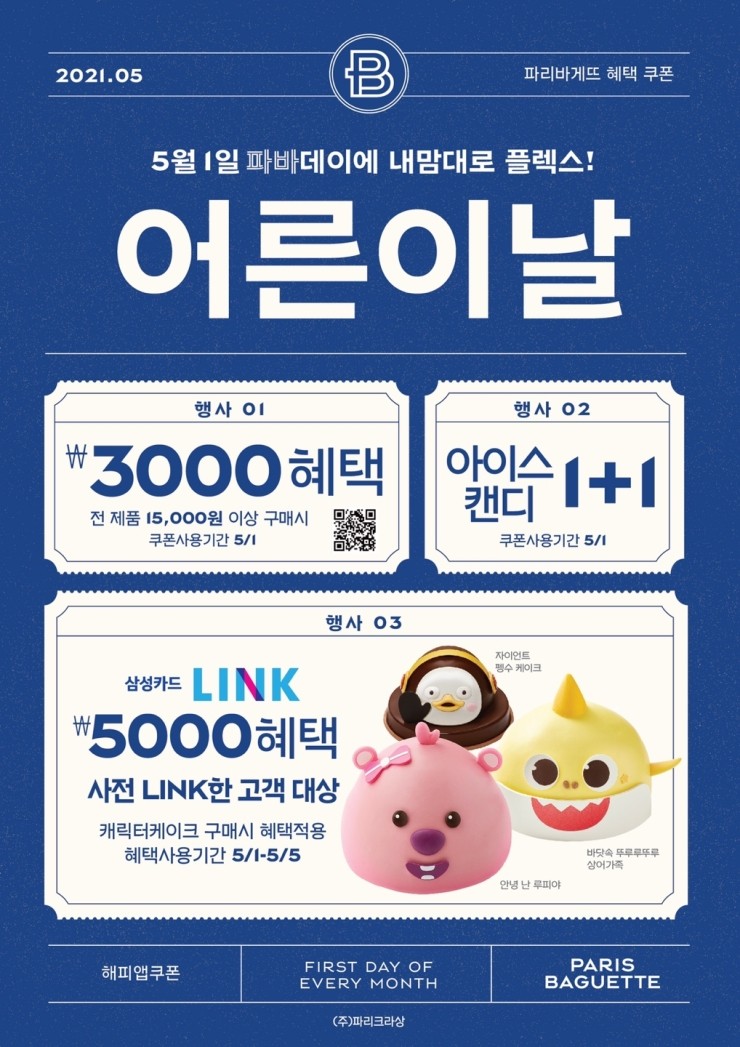 2021.05
B
파리바게뜨 혜택 쿠폰
5월 1일 파바데이에 내맘대로 플렉스!
어른이날
행사 01
₩3000 혜택
전 제품 15,000원 이상 구매시
쿠폰사용기간 5/1
행사 02
아이스
캔디
1+1
쿠폰사용기간 5/1
행사 03
삼성카드 LINK
₩5000 혜택
사전 LINK한 고객 대상
캐릭터케이크 구매시 혜택적용
혜택사용기간 5/1-5/5
자이언트
펭수 케이크
바닷속 뚜루루뚜루
상어가족
안녕 난 루피야
해피앱쿠폰
FIRST DAY OF
EVERY MONTH
PARIS
BAGUETTE
(주)파리크라상